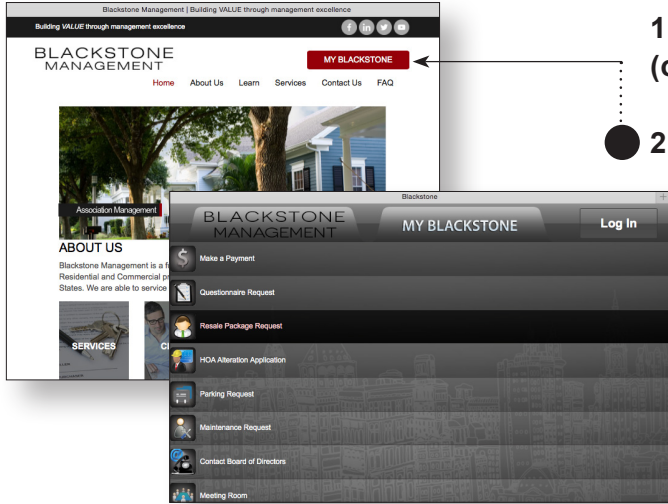 Blackstone Management | Building VALUE through management excellence
Building VALUE through management excellence
BLACKSTONE
MANAGEMENT
MY BLACKSTONE
Home About Us Learn Services Contact Us FAQ
Association Management
ABOUT US
Blackstone Management is a
Residential and Commercial
States. We are able to service
SERVICES
1
2
Blackstone
BLACKSTONE
MANAGEMENT
MY BLACKSTONE
Log In
Make a Payment
Questionnaire Request
Resale Package Request
HOA Alteration Application
Parking Request
Maintenance Request
Contact Board of Directors
Meeting Room